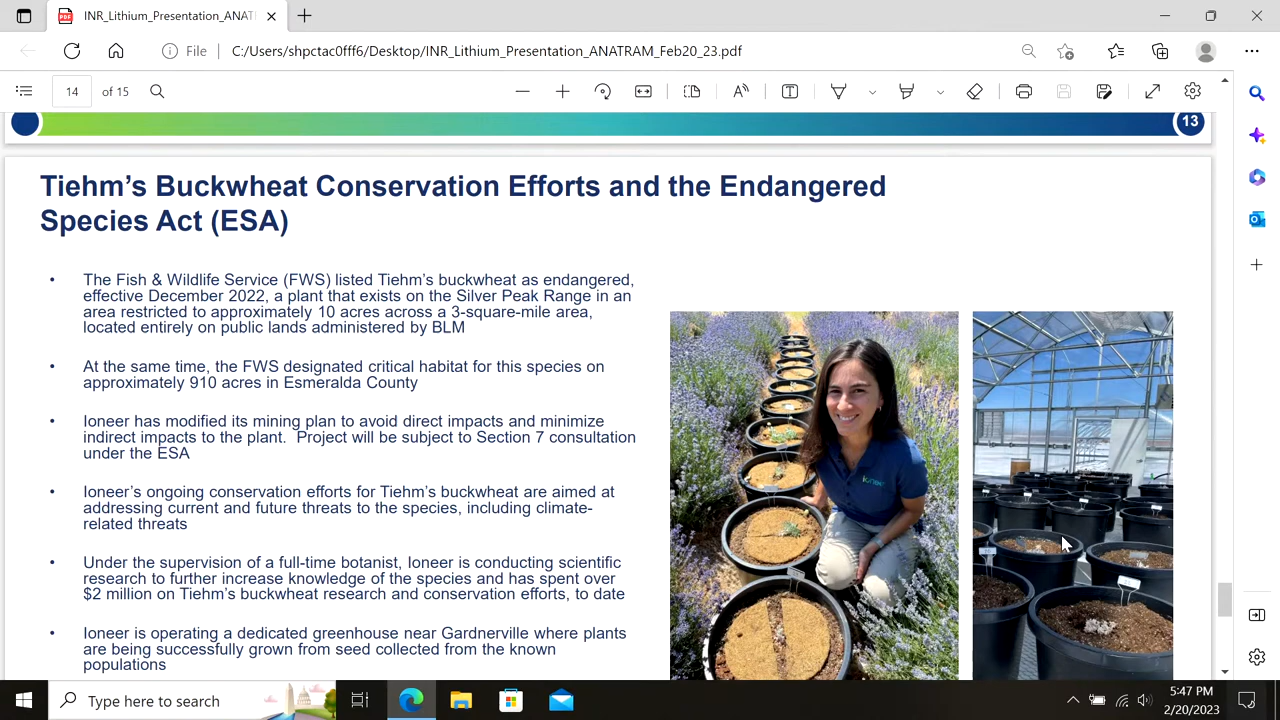 INR_Lithium_Presentation_ANATI
File
C:/Users/shpctac0fff6/Desktop/INR_Lithium_Presentation_ANATRAM_Feb20_23.pdf
14 of 15
13
Tiehm’s Buckwheat Conservation Efforts and the Endangered
Species Act (ESA)
• The Fish & Wildlife Service (FWS) listed Tiehm’s buckwheat as endangered,
effective December 2022, a plant that exists on the Silver Peak Range in an
area restricted to approximately 10 acres across a 3-square-mile area,
located entirely on public lands administered by BLM
• At the same time, the FWS designated critical habitat for this species on
approximately 910 acres in Esmeralda County
• Ioneer has modified its mining plan to avoid direct impacts and minimize
indirect impacts to the plant.  Project will be subject to Section 7 consultation
under the ESA
• Ioneer’s ongoing conservation efforts for Tiehm’s buckwheat are aimed at
addressing current and future threats to the species, including climate-
related threats
• Under the supervision of a full-time botanist, Ioneer is conducting scientific
research to further increase knowledge of the species and has spent over
$2 million on Tiehm’s buckwheat research and conservation efforts, to date
• Ioneer is operating a dedicated greenhouse near Gardnerville where plants
are being successfully grown from seed collected from the known
populations
ioneer
Type here to search
5:47 PM
2/20/2023